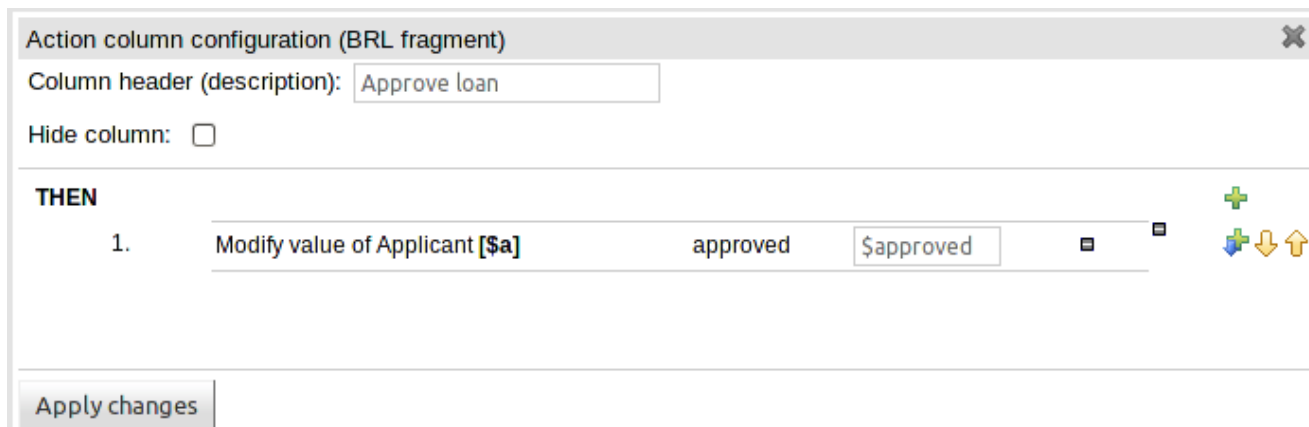 Action column configuration (BRL fragment)
Column header (description): Approve loan
Hide column:
THEN
1. Modify value of Applicant [$a] approved $approved
Apply changes